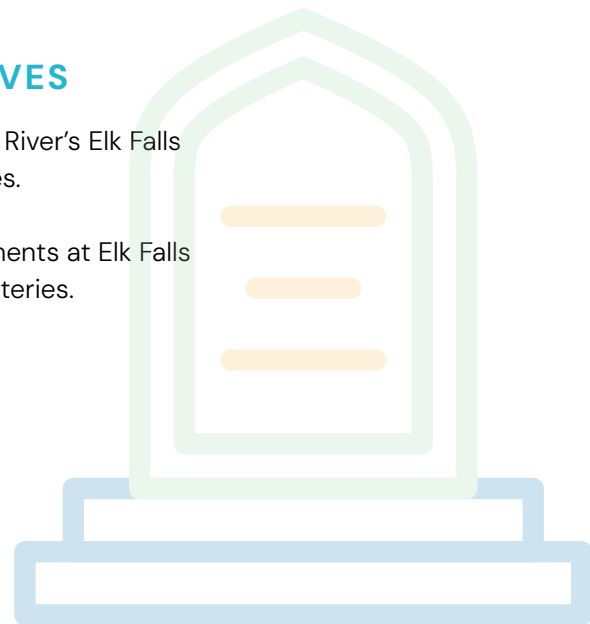 VES
River's Elk Falls
es.
nents at Elk Falls
teries.